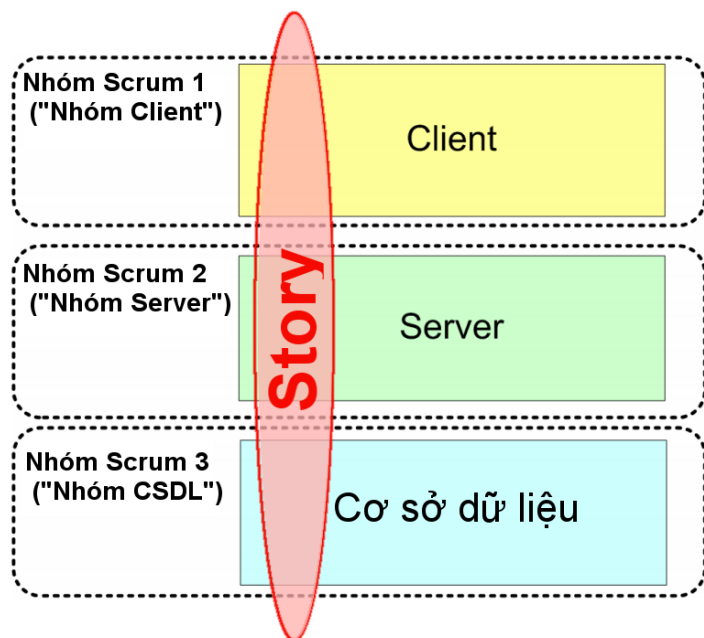 Nhóm Scrum 1
("Nhóm Client")
Client
Nhóm Scrum 2
("Nhóm Server")
Server
Story
Nhóm Scrum 3
("Nhóm CSDL")
Cơ sở dữ liệu